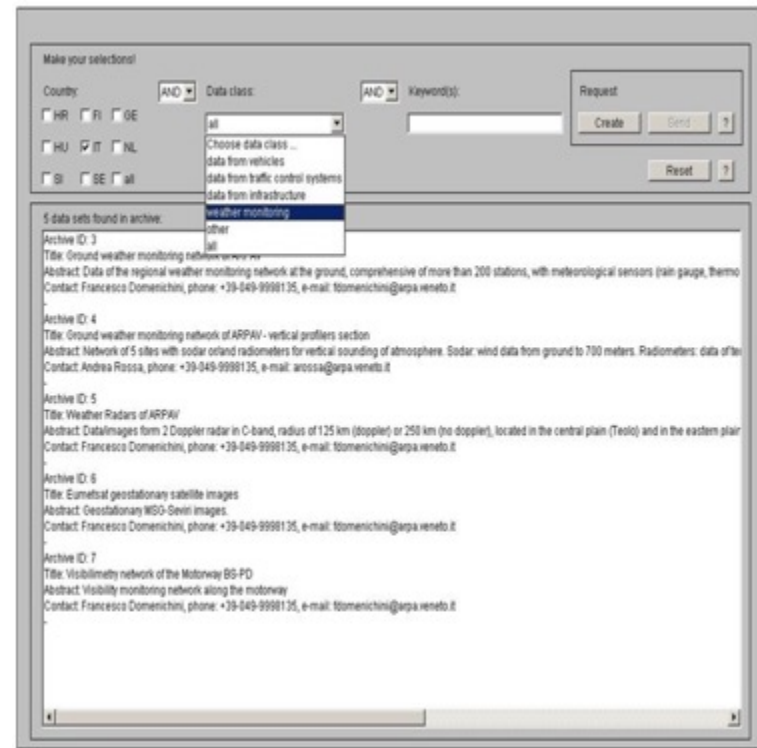 Make your selections!
Country: AND Data class: AND Keyword(s): Request
HR FI GE all Create Send ?
HU IT NL Choose data class ...
data from vehicles
data from traffic control systems Reset ?
SI SE all data from infrastructure
weather monitoring
other
all
5 data sets found in archive:
Archive ID: 3
Title: Ground weather monitoring network of ARPAV
Abstract: Data of the regional weather monitoring network at the ground, comprehensive of more than 200 stations, with meteorological sensors (rain gauge, thermo
Contact: Francesco Domenichini, phone: +39-049-9998135, e-mail: fdomenichini@arpa.veneto.it
-
Archive ID: 4
Title: Ground weather monitoring network of ARPAV - vertical profilers section
Abstract: Network of 5 sites with sodar or/and radiometers for vertical sounding of atmosphere. Sodar: wind data from ground to 700 meters. Radiometers: data of te
Contact: Andrea Rossa, phone: +39-049-9998135, e-mail: arossa@arpa.veneto.it
-
Archive ID: 5
Title: Weather Radars of ARPAV
Abstract: Data/images form 2 Doppler radar in C-band, radius of 125 km (doppler) or 250 km (no doppler), located in the central plain (Teolo) and in the eastern plain
Contact: Francesco Domenichini, phone: +39-049-9998135, e-mail: fdomenichini@arpa.veneto.it
-
Archive ID: 6
Title: Eumetsat geostationary satellite images
Abstract: Geostationary MSG-Seviri images.
Contact: Francesco Domenichini, phone: +39-049-9998135, e-mail: fdomenichini@arpa.veneto.it
-
Archive ID: 7
Title: Visibilimetry network of the Motorway BS-PD
Abstract: Visibility monitoring network along the motorway
Contact: Francesco Domenichini, phone: +39-049-9998135, e-mail: fdomenichini@arpa.veneto.it
-